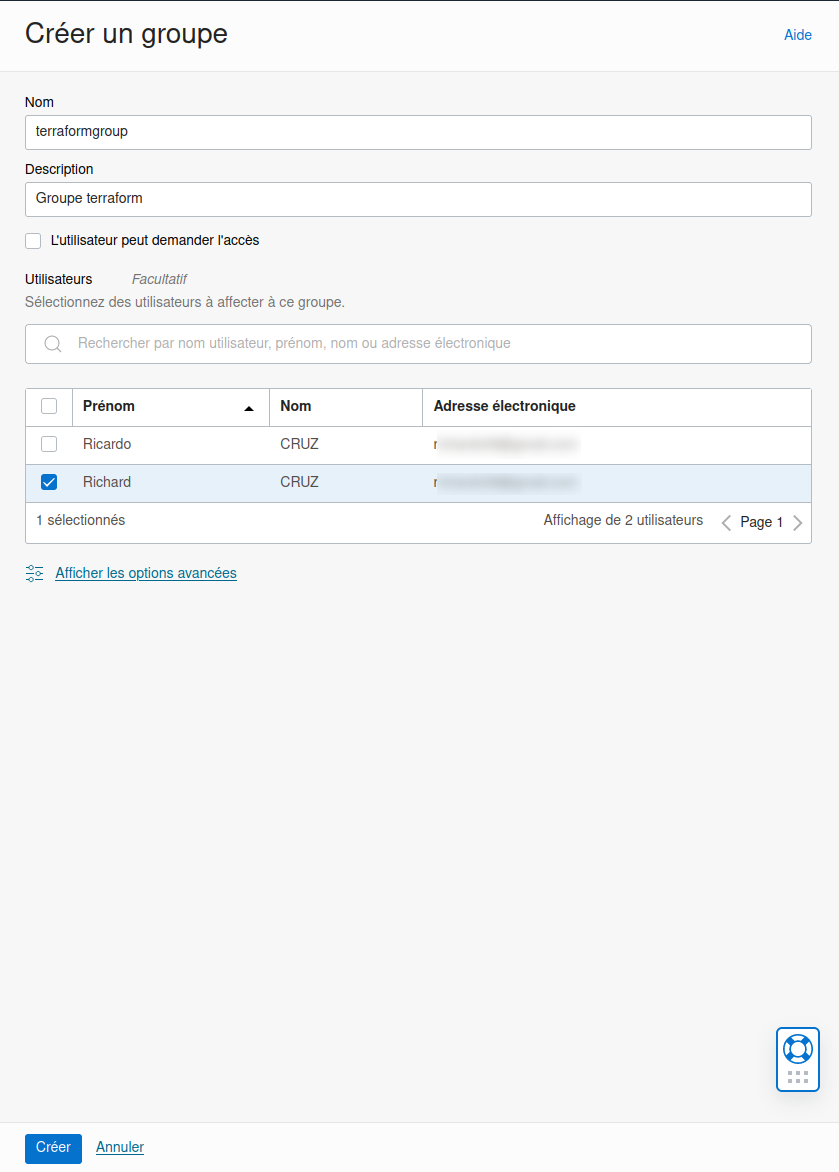 Créer un groupe
Aide
Nom
terraformgroup
Description
Groupe terraform
L'utilisateur peut demander l'accès
Utilisateurs Facultatif
Sélectionnez des utilisateurs à affecter à ce groupe.
Rechercher par nom utilisateur, prénom, nom ou adresse électronique
Prénom Nom Adresse électronique
Ricardo CRUZ
Richard CRUZ
1 sélectionnés Affichage de 2 utilisateurs Page 1
Afficher les options avancées
Créer Annuler